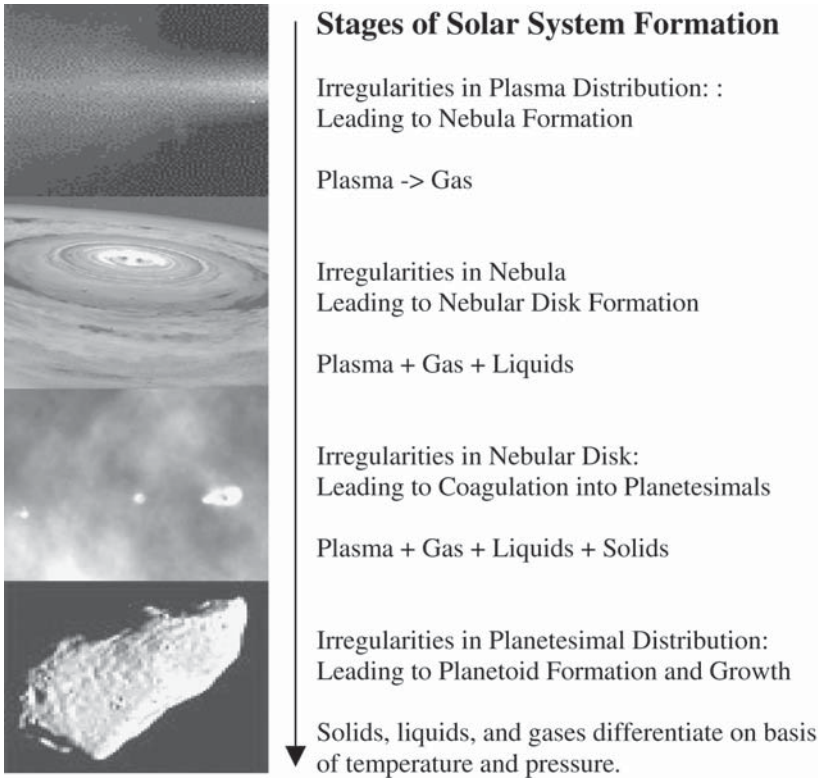 Stages of Solar System Formation
Irregularities in Plasma Distribution: :
Leading to Nebula Formation
Plasma -> Gas
Irregularities in Nebula
Leading to Nebular Disk Formation
Plasma + Gas + Liquids
Irregularities in Nebular Disk:
Leading to Coagulation into Planetesimals
Plasma + Gas + Liquids + Solids
Irregularities in Planetesimal Distribution:
Leading to Planetoid Formation and Growth
Solids, liquids, and gases differentiate on basis
of temperature and pressure.